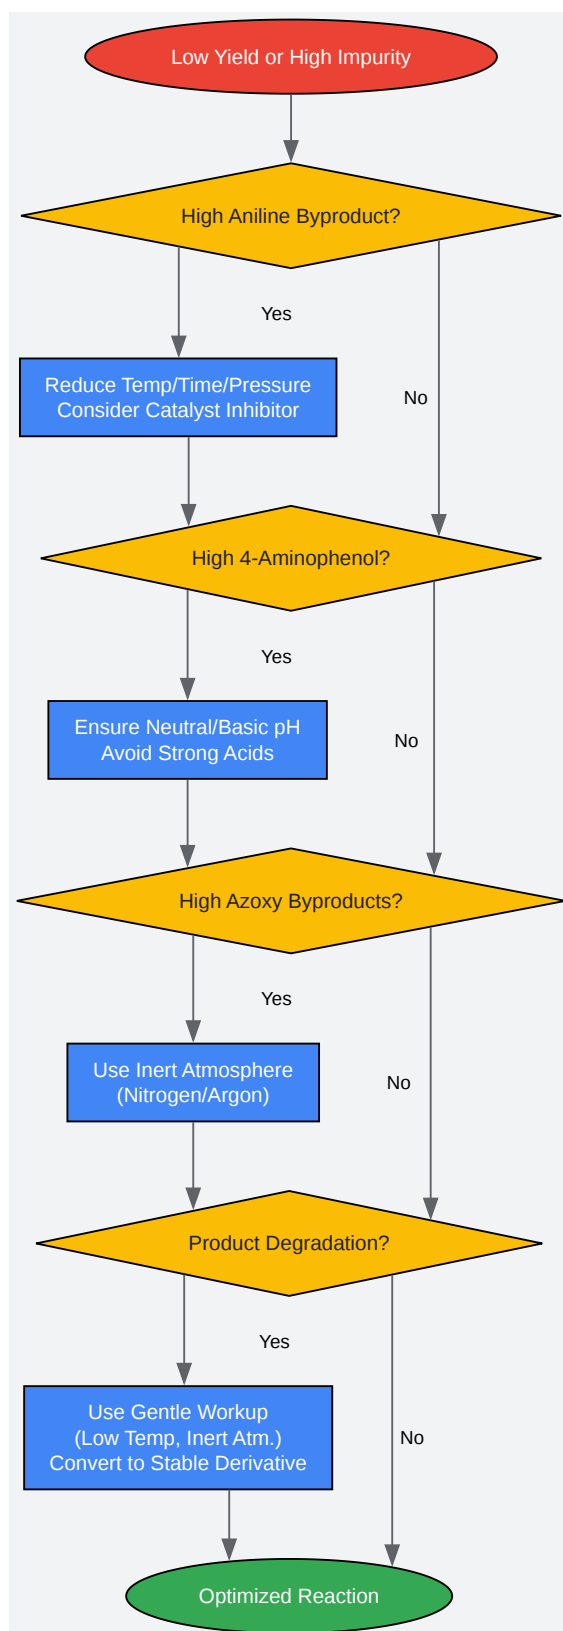 Low Yield or High Impurity
High Aniline Byproduct?
Yes
Reduce Temp/Time/Pressure
Consider Catalyst Inhibitor
No
High 4-Aminophenol?
Yes
Ensure Neutral/Basic pH
Avoid Strong Acids
No
High Azoxy Byproducts?
Yes
Use Inert Atmosphere
(Nitrogen/Argon)
No
Product Degradation?
Yes
Use Gentle Workup
(Low Temp, Inert Atm.)
Convert to Stable Derivative
No
Optimized Reaction